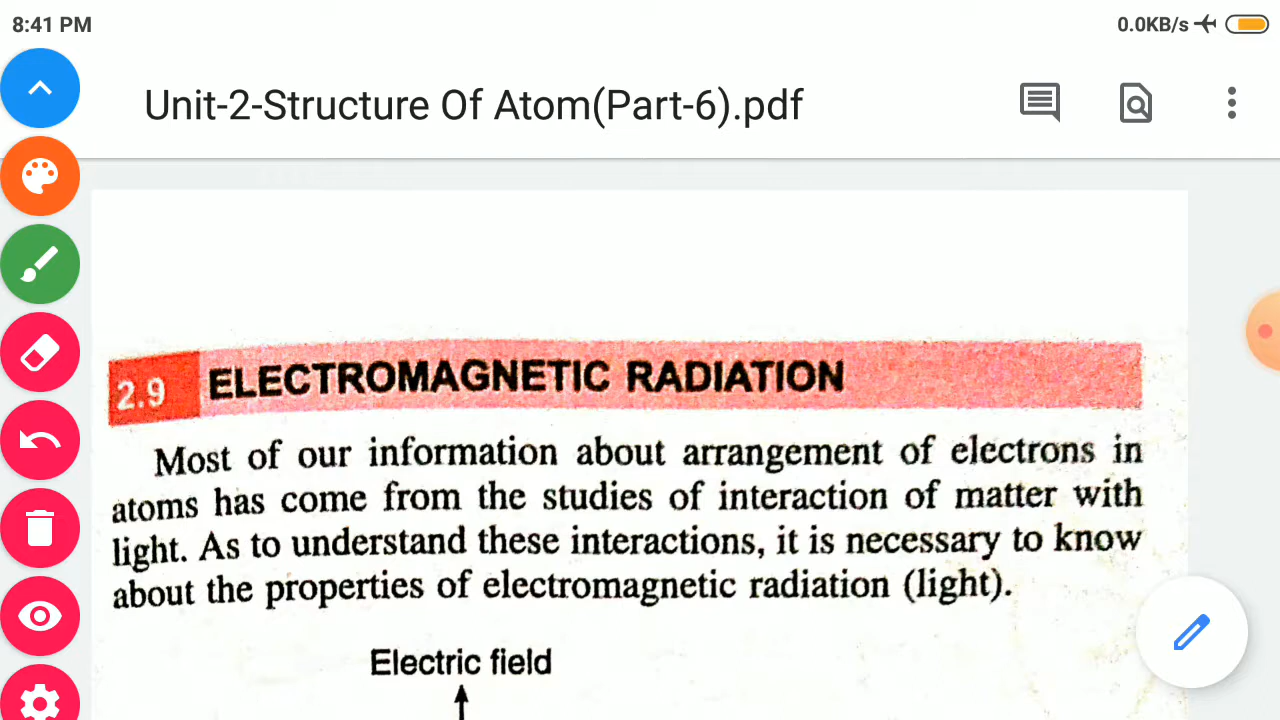 8:41 PM
0.0KB/s
Unit-2-Structure Of Atom(Part-6).pdf
2.9 ELECTROMAGNETIC RADIATION
Most of our information about arrangement of electrons in
atoms has come from the studies of interaction of matter with
light. As to understand these interactions, it is necessary to know
about the properties of electromagnetic radiation (light).
Electric field